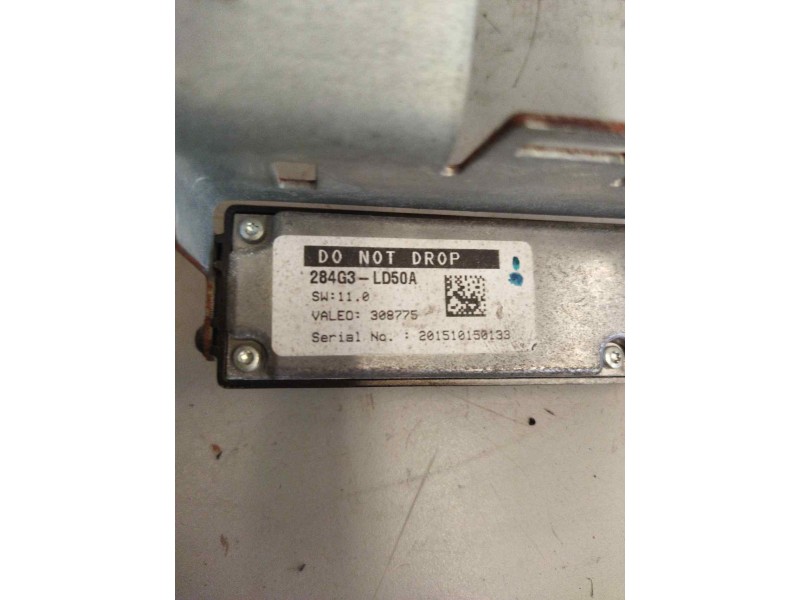 DO NOT DROP
284G3-LD50A
SW:11.0
VALEO: 308775
Serial No. : 201510150133